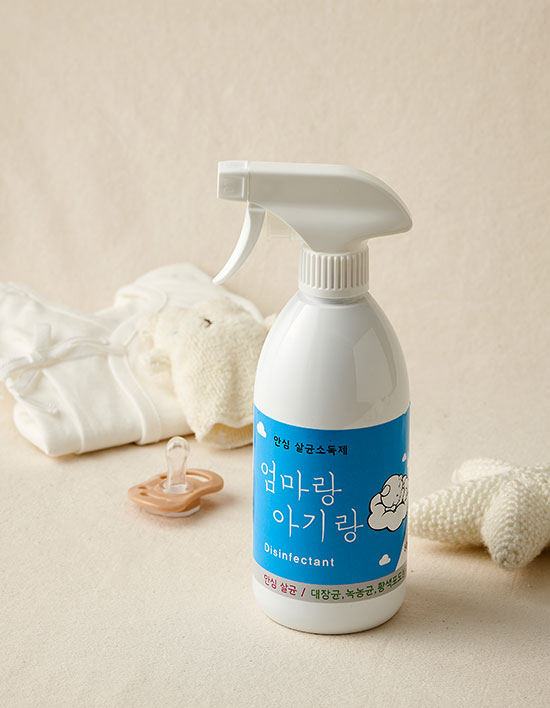 안심 살균소독제
엄마랑
아기랑
Disinfectant
안심 살균 / 대장균,녹농균,황색포도